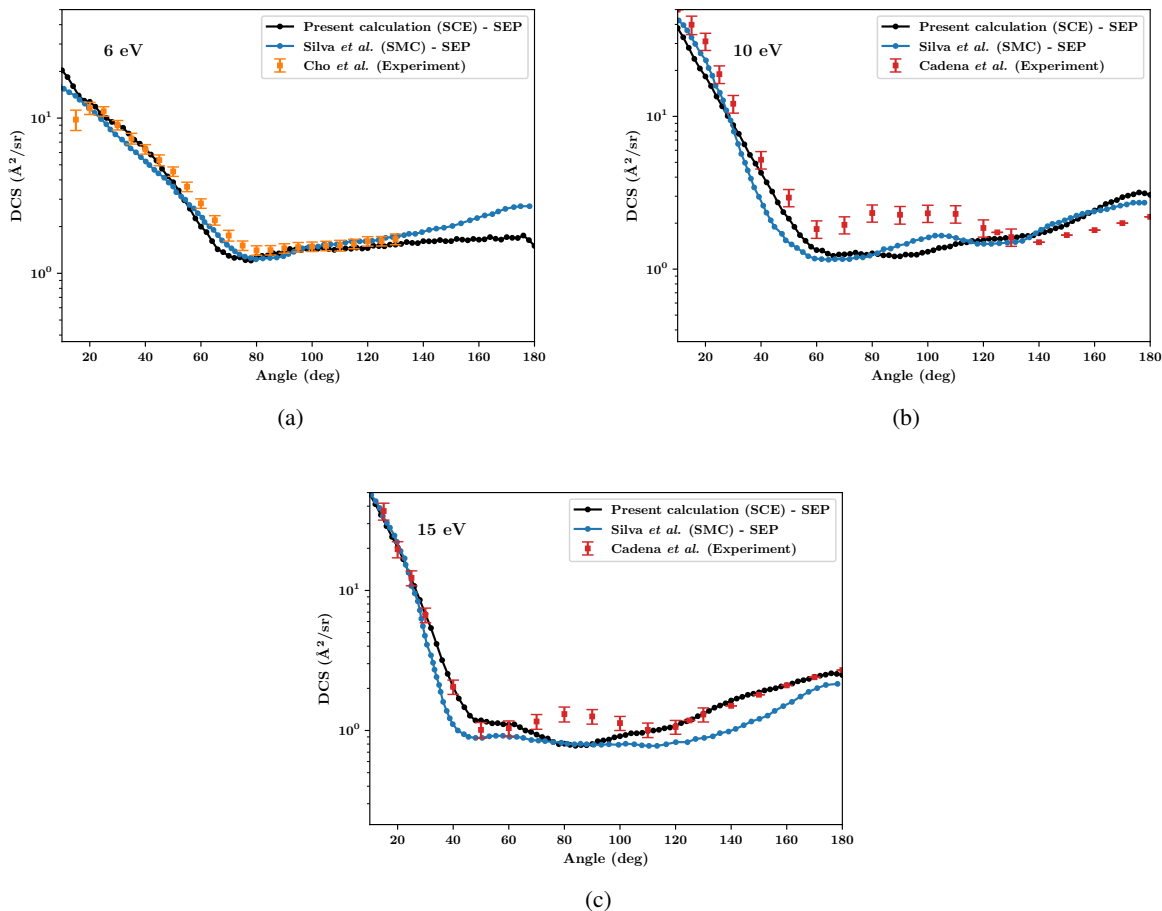 6 eV
Present calculation (SCE) - SEP
Silva et al. (SMC) - SEP
Cho et al. (Experiment)
DCS (Å²/sr)
10¹
10⁰
20 40 60 80 100 120 140 160 180
Angle (deg)
(a)
10 eV
Present calculation (SCE) - SEP
Silva et al. (SMC) - SEP
Cadena et al. (Experiment)
DCS (Å²/sr)
10¹
10⁰
20 40 60 80 100 120 140 160 180
Angle (deg)
(b)
15 eV
Present calculation (SCE) - SEP
Silva et al. (SMC) - SEP
Cadena et al. (Experiment)
DCS (Å²/sr)
10¹
10⁰
20 40 60 80 100 120 140 160 180
Angle (deg)
(c)